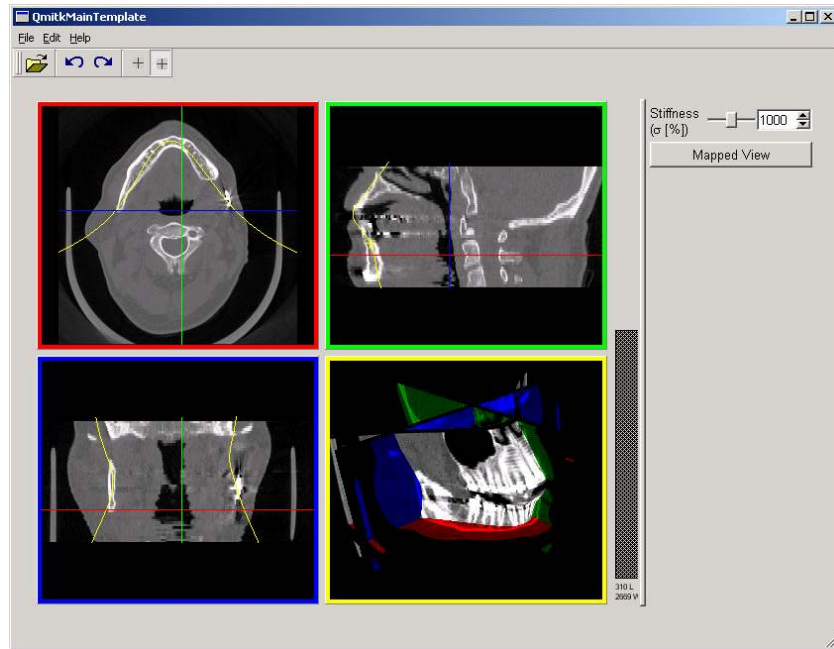 QmitkMainTemplate
File Edit Help
Stiffness
(σ [%])
1000
Mapped View
310 L
2669 W